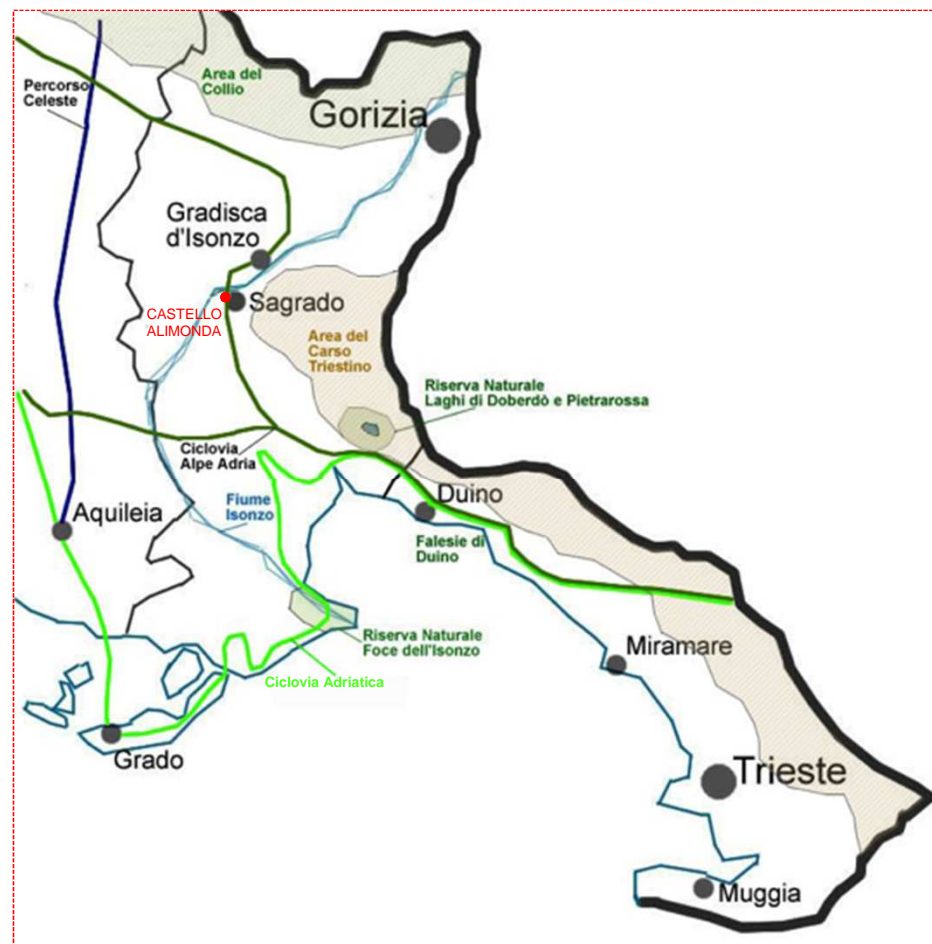 Area del
Collio
Percorso
Celeste
Gorizia
Gradisca
d'Isonzo
Sagrado
CASTELLO
ALIMONDA
Area del
Carso
Triestino
Riserva Naturale
Laghi di Doberdò e Pietrarossa
Ciclovia
Alpe Adria
Duino
Fiume
Isonzo
Aquileia
Falesie di
Duino
Riserva Naturale
Foce dell'Isonzo
Miramare
Ciclovia Adriatica
Grado
Trieste
Muggia